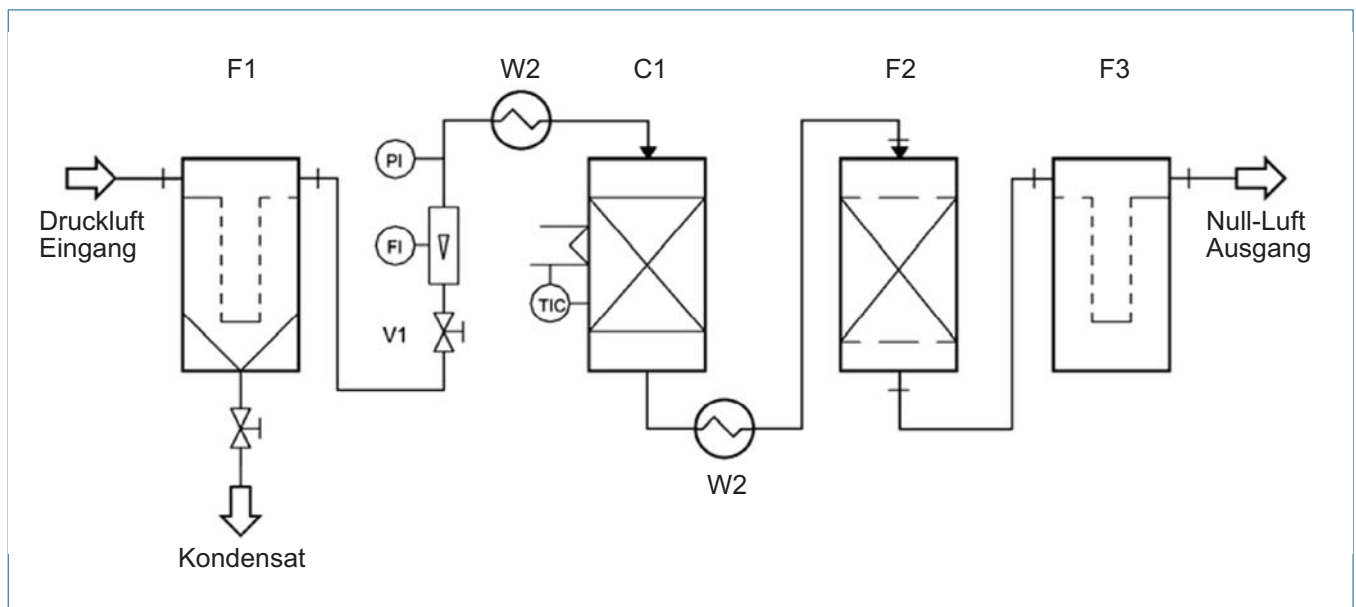 F1
W2
C1
F2
F3
PI
Druckluft
Eingang
Null-Luft
Ausgang
FI
TIC
V1
W2
Kondensat